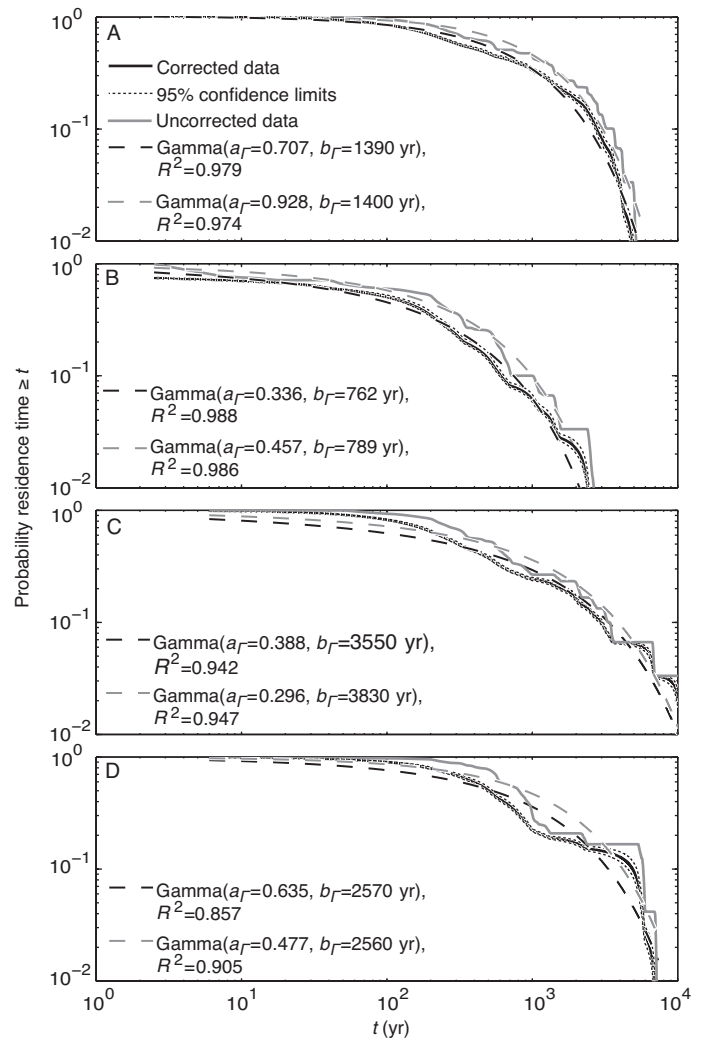 Probability residence time ≥ t
10^0
10^-1
10^-2
A
Corrected data
95% confidence limits
Uncorrected data
Gamma(a_Γ=0.707, b_Γ=1390 yr),
R^2=0.979
Gamma(a_Γ=0.928, b_Γ=1400 yr),
R^2=0.974
10^0
10^-1
10^-2
B
Gamma(a_Γ=0.336, b_Γ=762 yr),
R^2=0.988
Gamma(a_Γ=0.457, b_Γ=789 yr),
R^2=0.986
10^0
10^-1
10^-2
C
Gamma(a_Γ=0.388, b_Γ=3550 yr),
R^2=0.942
Gamma(a_Γ=0.296, b_Γ=3830 yr),
R^2=0.947
10^0
10^-1
10^-2
D
Gamma(a_Γ=0.635, b_Γ=2570 yr),
R^2=0.857
Gamma(a_Γ=0.477, b_Γ=2560 yr),
R^2=0.905
10^0 10^1 10^2 10^3 10^4
t (yr)